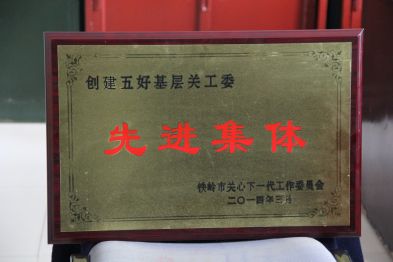 创建五好基层关工委
先进集体
铁岭市关心下一代工作委员会
二〇一四年三月